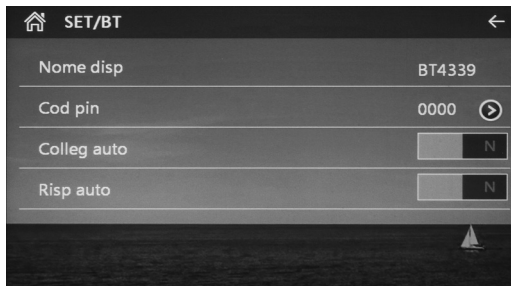 SET/BT
Nome disp BT4339
Cod pin 0000
Colleg auto N
Risp auto N